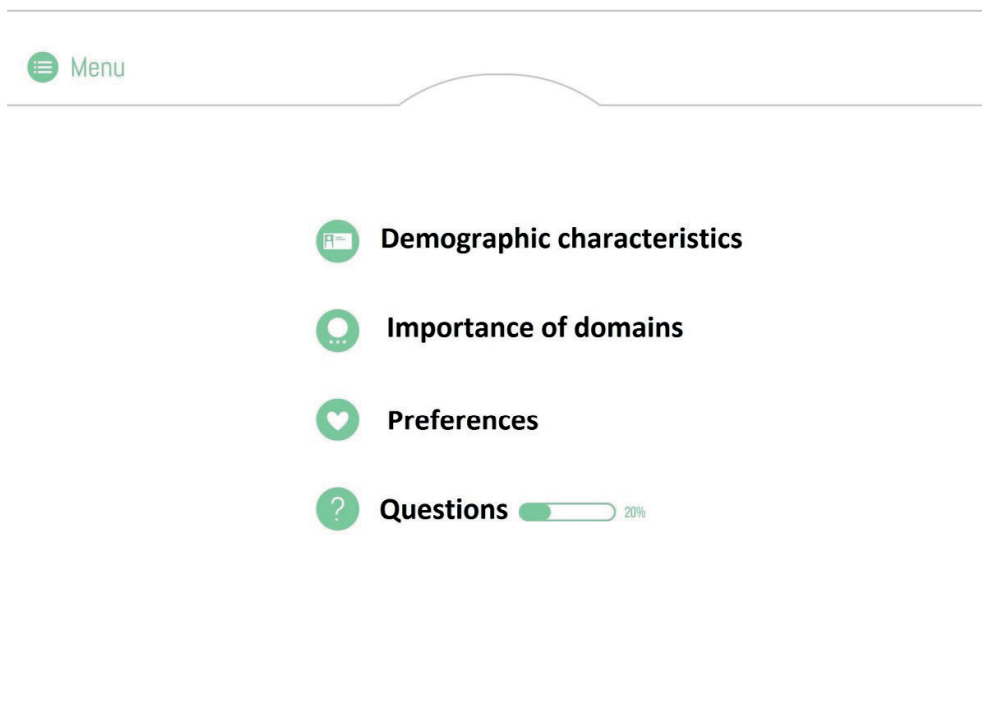 Menu
Demographic characteristics
Importance of domains
Preferences
? Questions 20%